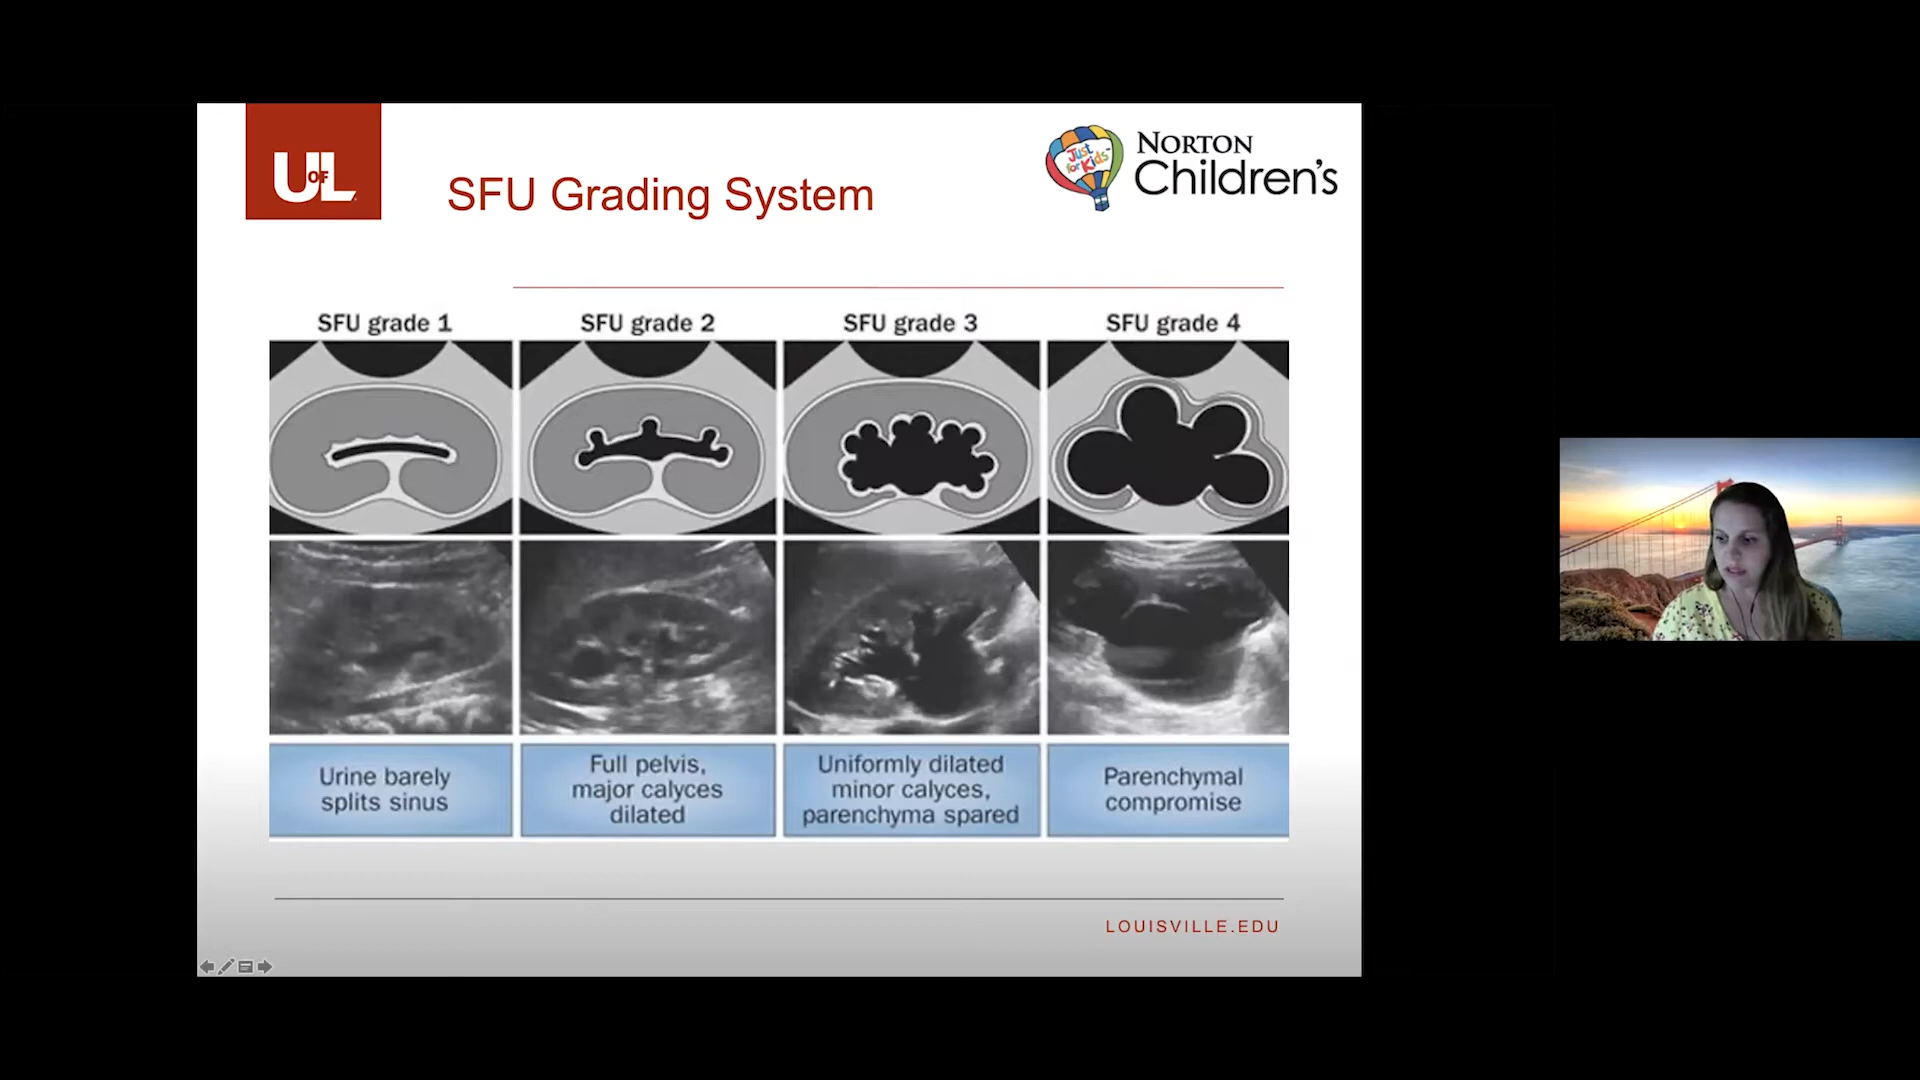 UofL
SFU Grading System
Just for Kids
NORTON
Children's
SFU grade 1
SFU grade 2
SFU grade 3
SFU grade 4
Urine barely
splits sinus
Full pelvis,
major calyces
dilated
Uniformly dilated
minor calyces,
parenchyma spared
Parenchymal
compromise
LOUISVILLE.EDU